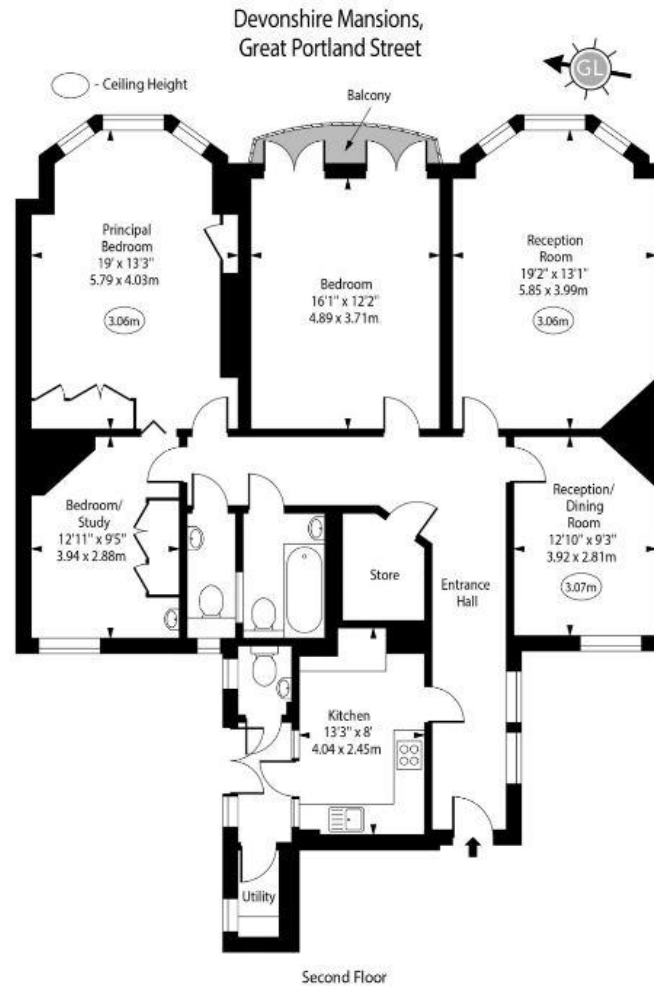 Devonshire Mansions,
Great Portland Street
- Ceiling Height
GL
Balcony
Principal
Bedroom
19' x 13'3"
5.79 x 4.03m
3.06m
Bedroom
16'1" x 12'2"
4.89 x 3.71m
Reception
Room
19'2" x 13'1"
5.85 x 3.99m
3.06m
Bedroom/
Study
12'11" x 9'5"
3.94 x 2.88m
Store
Entrance
Hall
Reception/
Dining
Room
12'10" x 9'3"
3.92 x 2.81m
3.07m
Kitchen
13'3" x 8'
4.04 x 2.45m
Utility
Second Floor